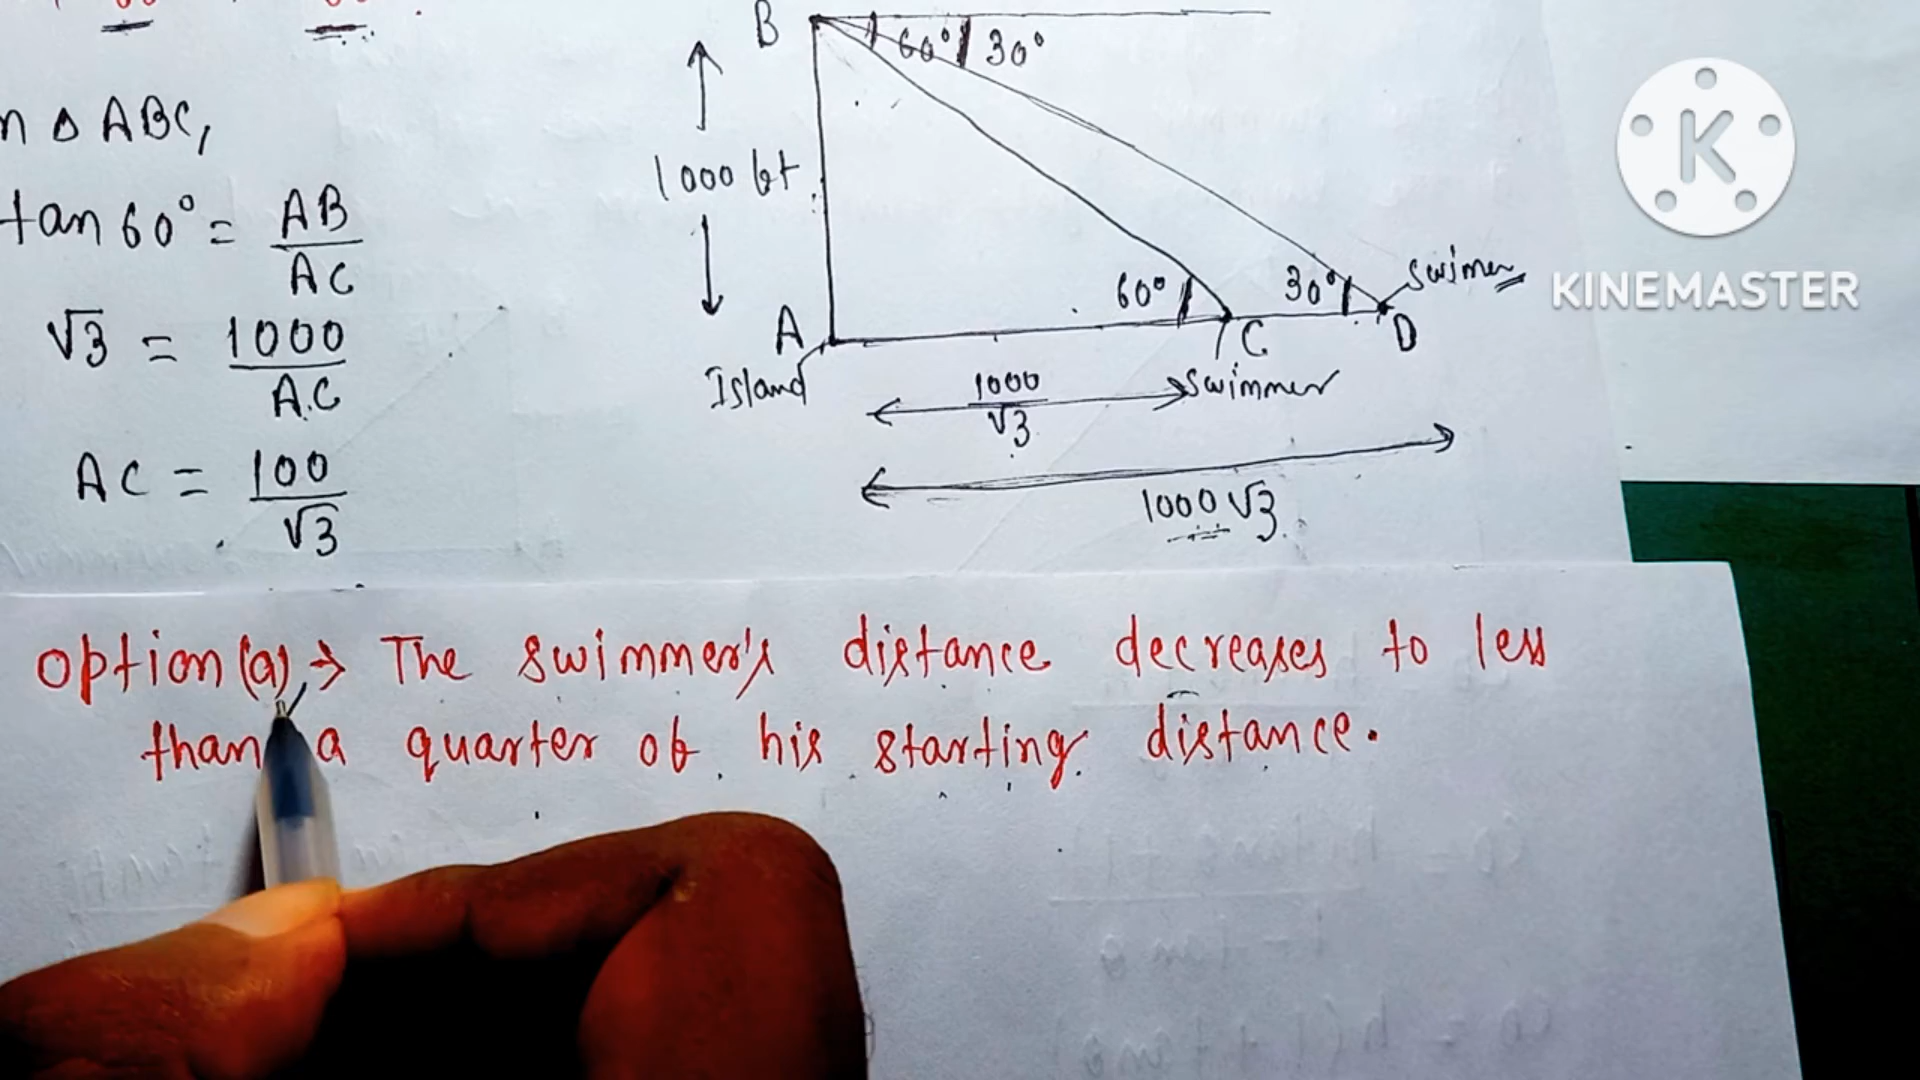 B
60° 30°
n △ ABC,
1000 ft
tan 60° = AB
AC
√3 = 1000
AC
AC = 100
√3
60° 30° swimmer
A C D
Island swimmer
1000
√3
1000 √3
K
KINEMASTER
option (a) → The swimmer's distance decreases to less
than a quarter of his starting distance.